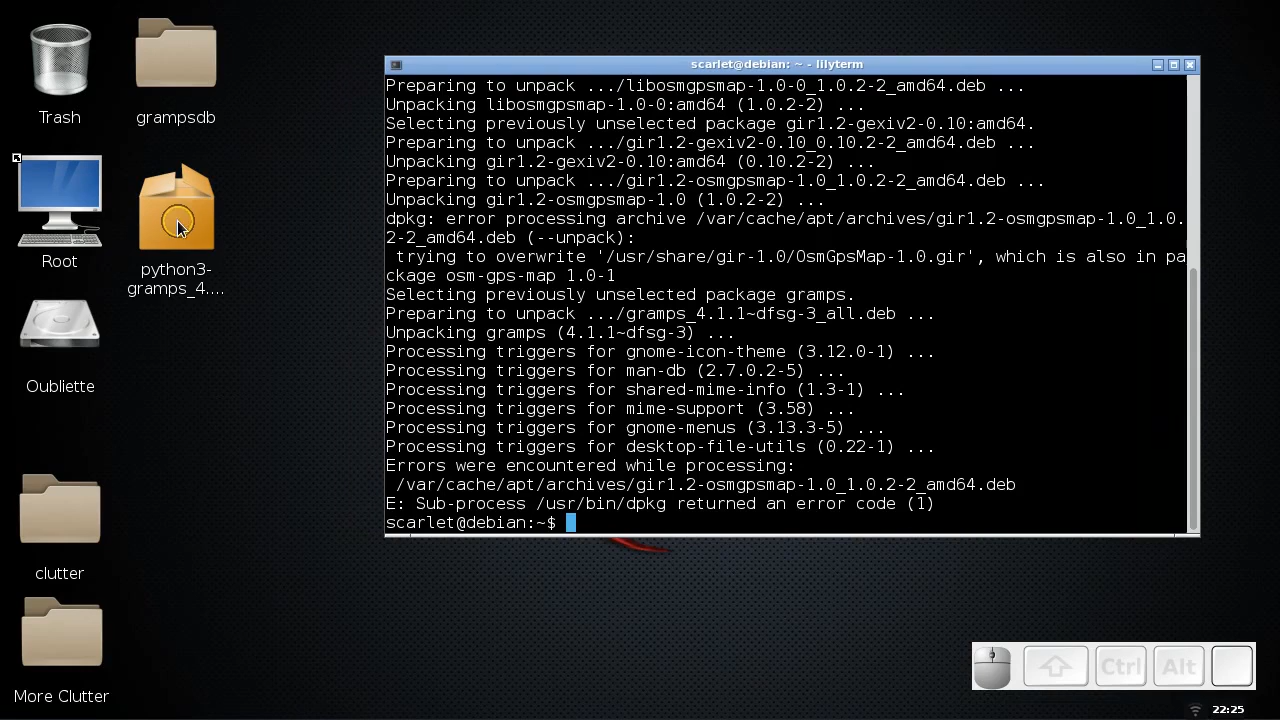 Trash
grampsdb
Root
python3-
gramps_4....
Oubliette
clutter
More Clutter
scarlet@debian: ~ - lilyterm
Preparing to unpack .../libosmgpsmap-1.0-0_1.0.2-2_amd64.deb ...
Unpacking libosmgpsmap-1.0-0:amd64 (1.0.2-2) ...
Selecting previously unselected package gir1.2-gexiv2-0.10:amd64.
Preparing to unpack .../gir1.2-gexiv2-0.10_0.10.2-2_amd64.deb ...
Unpacking gir1.2-gexiv2-0.10:amd64 (0.10.2-2) ...
Preparing to unpack .../gir1.2-osmgpsmap-1.0_1.0.2-2_amd64.deb ...
Unpacking gir1.2-osmgpsmap-1.0 (1.0.2-2) ...
dpkg: error processing archive /var/cache/apt/archives/gir1.2-osmgpsmap-1.0_1.0.
2-2_amd64.deb (--unpack):
 trying to overwrite '/usr/share/gir-1.0/OsmGpsMap-1.0.gir', which is also in pa
ckage osm-gps-map 1.0-1
Selecting previously unselected package gramps.
Preparing to unpack .../gramps_4.1.1~dfsg-3_all.deb ...
Unpacking gramps (4.1.1~dfsg-3) ...
Processing triggers for gnome-icon-theme (3.12.0-1) ...
Processing triggers for man-db (2.7.0.2-5) ...
Processing triggers for shared-mime-info (1.3-1) ...
Processing triggers for mime-support (3.58) ...
Processing triggers for gnome-menus (3.13.3-5) ...
Processing triggers for desktop-file-utils (0.22-1) ...
Errors were encountered while processing:
 /var/cache/apt/archives/gir1.2-osmgpsmap-1.0_1.0.2-2_amd64.deb
E: Sub-process /usr/bin/dpkg returned an error code (1)
scarlet@debian:~$
Ctrl
Alt
22:25